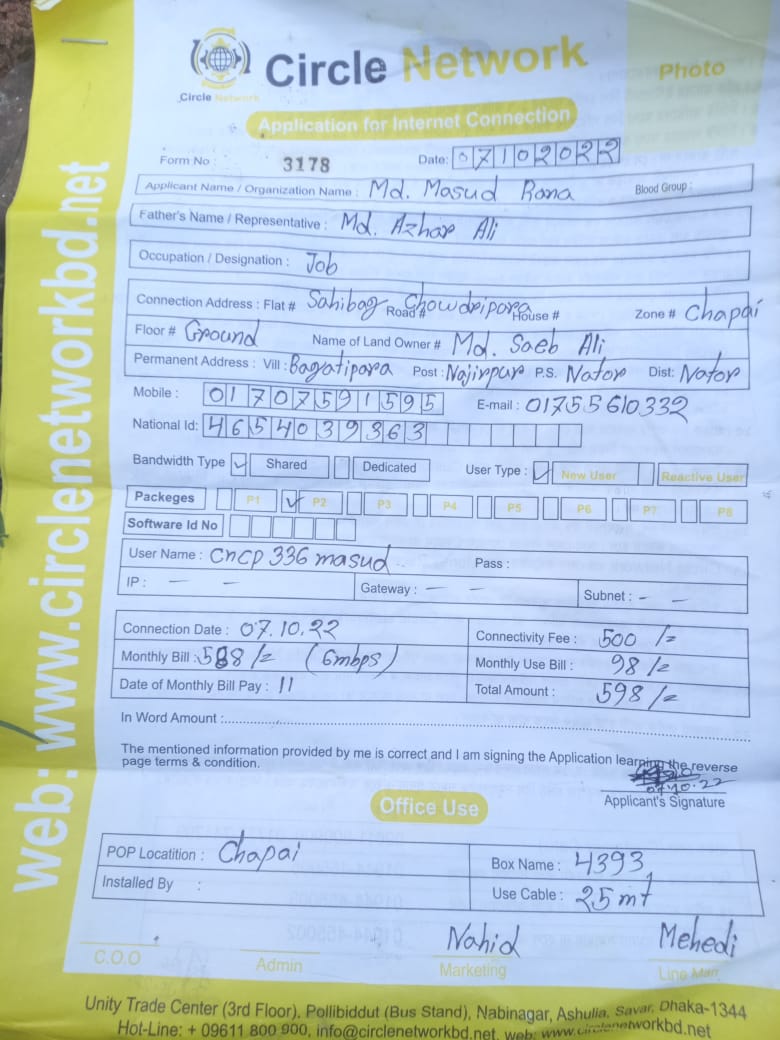 Circle Network
Circle Network
Photo
Application for Internet Connection
Form No : 3178 Date: 07102022
Applicant Name / Organization Name : Md. Masud Rana Blood Group :
Father's Name / Representative : Md. Azhar Ali
Occupation / Designation : Job
Connection Address : Flat # Sahibag Road # Chowdripara House # Zone # Chapai
Floor # Ground Name of Land Owner # Md. Saeb Ali
Permanent Address : Vill : Bagatipara Post : Najirpur P.S. Nator Dist: Nator
Mobile : 01707591595 E-mail : 01755610332
National Id: 4654039363
Bandwidth Type Shared Dedicated User Type : New User Reactive User
Packeges P1 P2 P3 P4 P5 P6 P7 P8
Software Id No
User Name : Cncp 336 masud Pass :
IP : — — Gateway : — — Subnet : — —
Connection Date : 07.10.22 Connectivity Fee : 500 /=
Monthly Bill : 588 /= (6mbps) Monthly Use Bill : 98 /=
Date of Monthly Bill Pay : 11 Total Amount : 598 /=
In Word Amount :
The mentioned information provided by me is correct and I am signing the Application learning the reverse
page terms & condition.
07.10.22
Applicant's Signature
Office Use
POP Locatition : Chapai Box Name : 4393
Installed By : Use Cable : 25 mt
Nahid Mehedi
C.O.O Admin Marketing Line Man
Unity Trade Center (3rd Floor), Pollibiddut (Bus Stand), Nabinagar, Ashulia, Savar, Dhaka-1344
Hot-Line: + 09611 800 900, info@circlenetworkbd.net, web: www.circlenetworkbd.net
web: www.circlenetworkbd.net